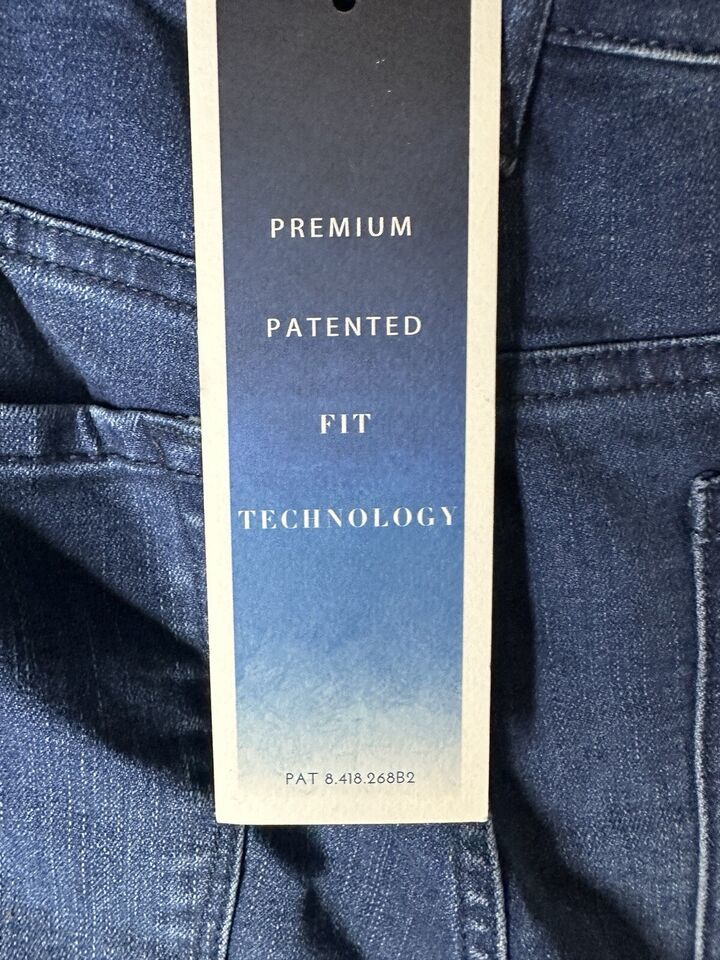 PREMIUM
PATENTED
FIT
TECHNOLOGY
PAT 8.418.268B2